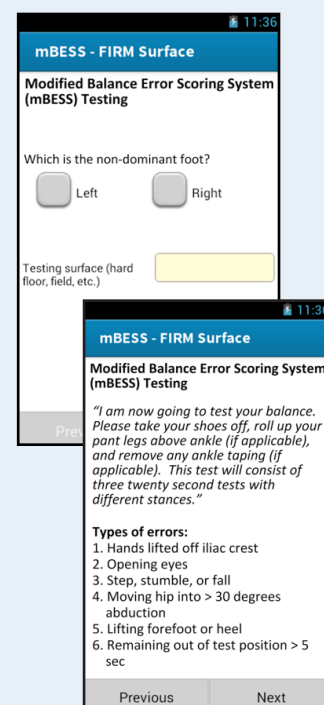 11:36
mBESS - FIRM Surface
Modified Balance Error Scoring System
(mBESS) Testing
Which is the non-dominant foot?
Left
Right
Testing surface (hard
floor, field, etc.)
mBESS - FIRM Surface
Modified Balance Error Scoring System
(mBESS) Testing
"I am now going to test your balance.
Please take your shoes off, roll up your
pant legs above ankle (if applicable),
and remove any ankle taping (if
applicable). This test will consist of
three twenty second tests with
different stances."
Types of errors:
1. Hands lifted off iliac crest
2. Opening eyes
3. Step, stumble, or fall
4. Moving hip into > 30 degrees
abduction
5. Lifting forefoot or heel
6. Remaining out of test position > 5
sec
Previous
Next